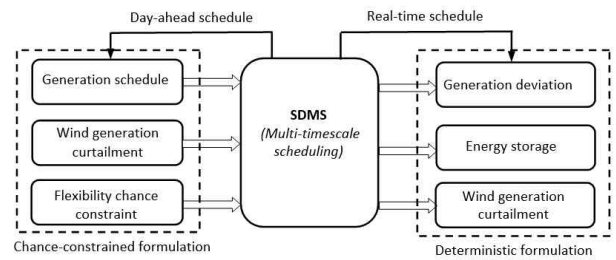 Day-ahead schedule
Real-time schedule
Generation schedule
Wind generation
curtailment
Flexibility chance
constraint
Chance-constrained formulation
SDMS
(Multi-timescale
scheduling)
Generation deviation
Energy storage
Wind generation
curtailment
Deterministic formulation